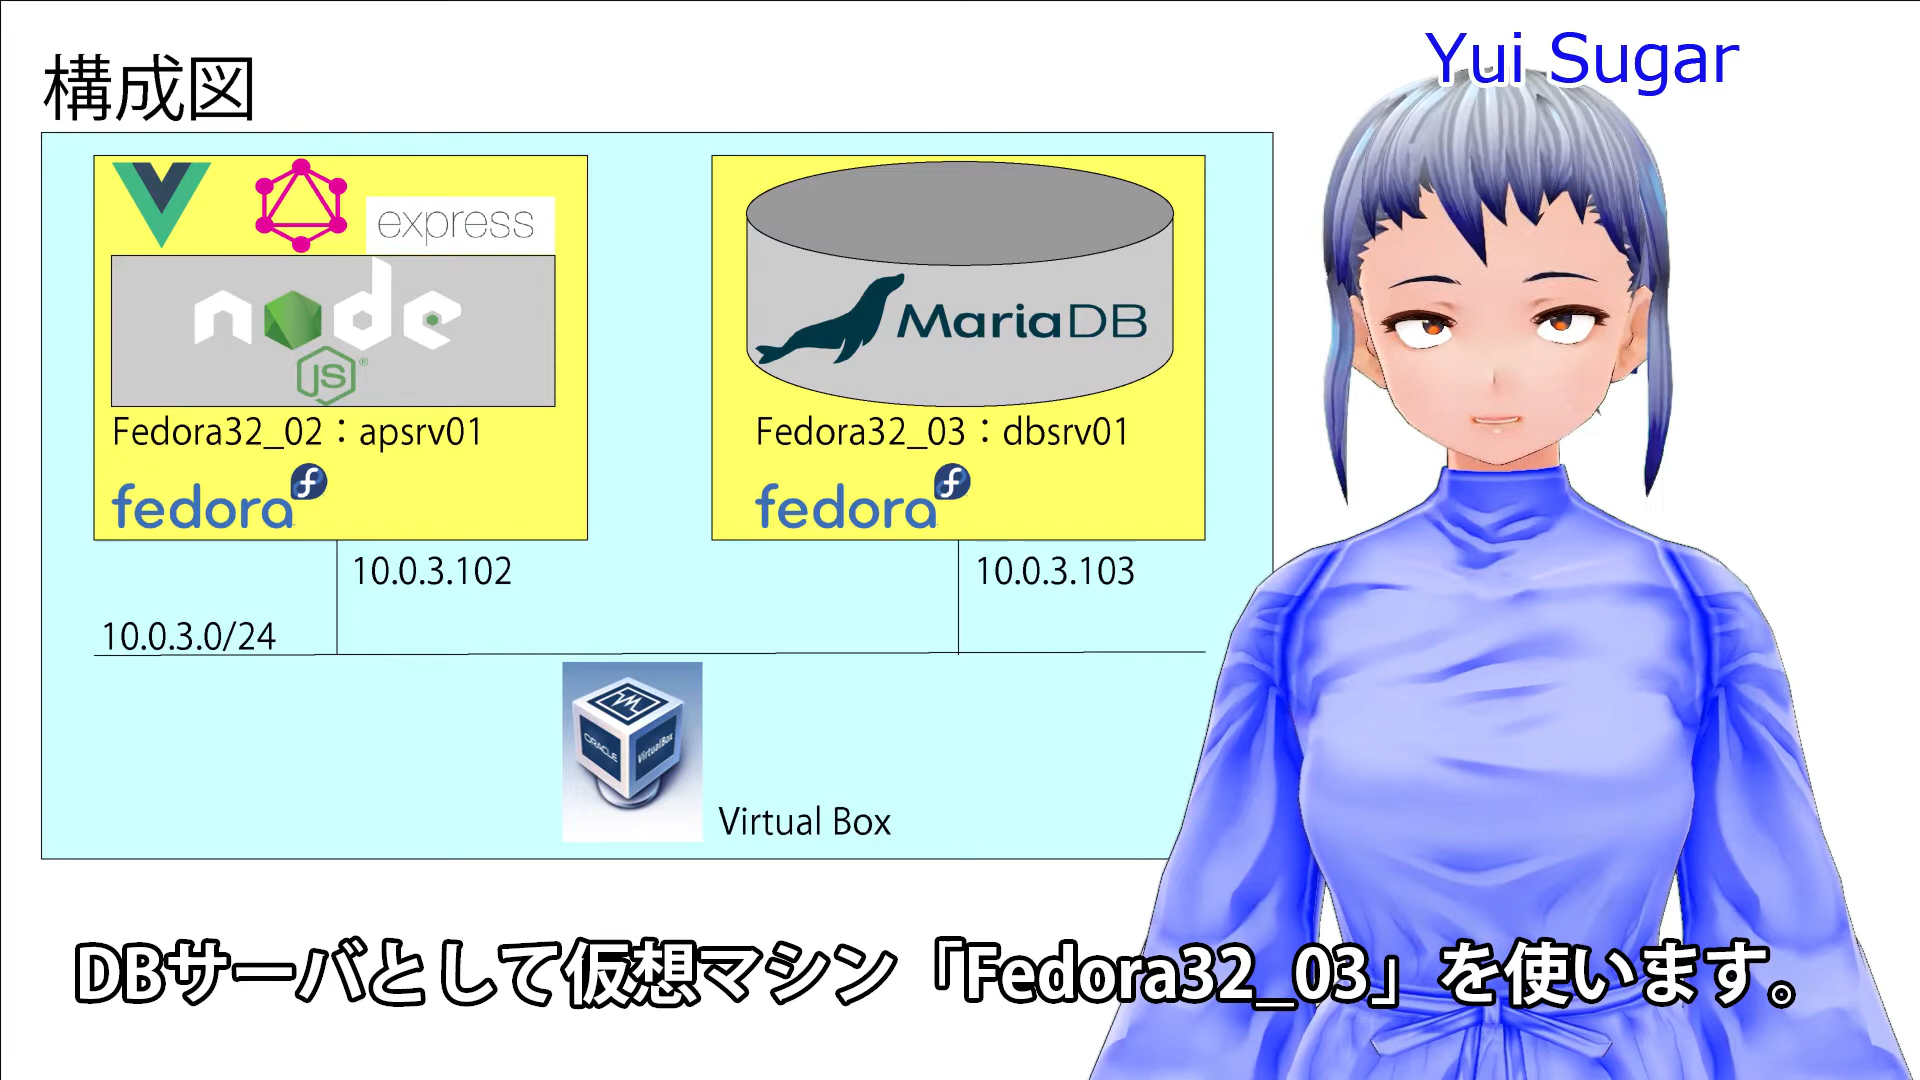 構成図
Yui Sugar
express
node
JS®
MariaDB
Fedora32_02：apsrv01
Fedora32_03：dbsrv01
fedora
fedora
10.0.3.102
10.0.3.103
10.0.3.0/24
ORACLE
VirtualBox
Virtual Box
DBサーバとして仮想マシン「Fedora32_03」を使います。